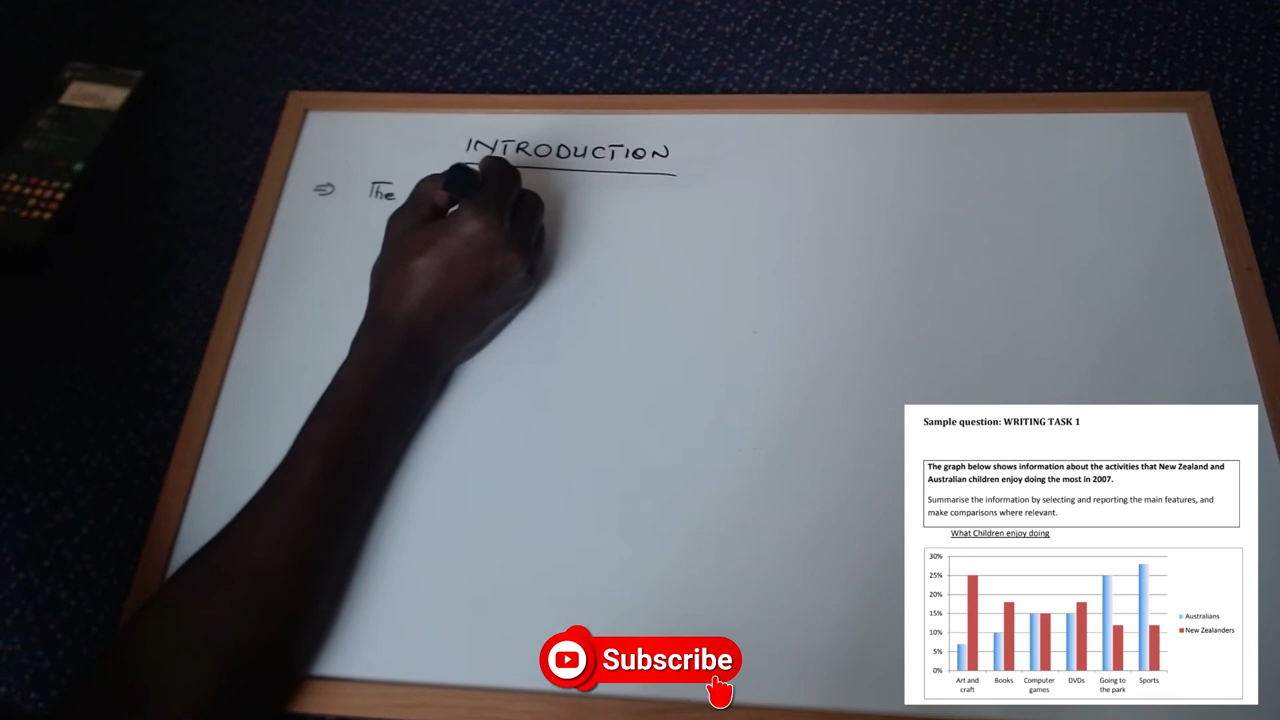 INTRODUCTION
⇒ The
Sample question: WRITING TASK 1
The graph below shows information about the activities that New Zealand and
Australian children enjoy doing the most in 2007.
Summarise the information by selecting and reporting the main features, and
make comparisons where relevant.
What Children enjoy doing
30%
25%
20%
15%
10%
5%
0%
Art and
craft
Books
Computer
games
DVDs
Going to
the park
Sports
Australians
New Zealanders
Subscribe